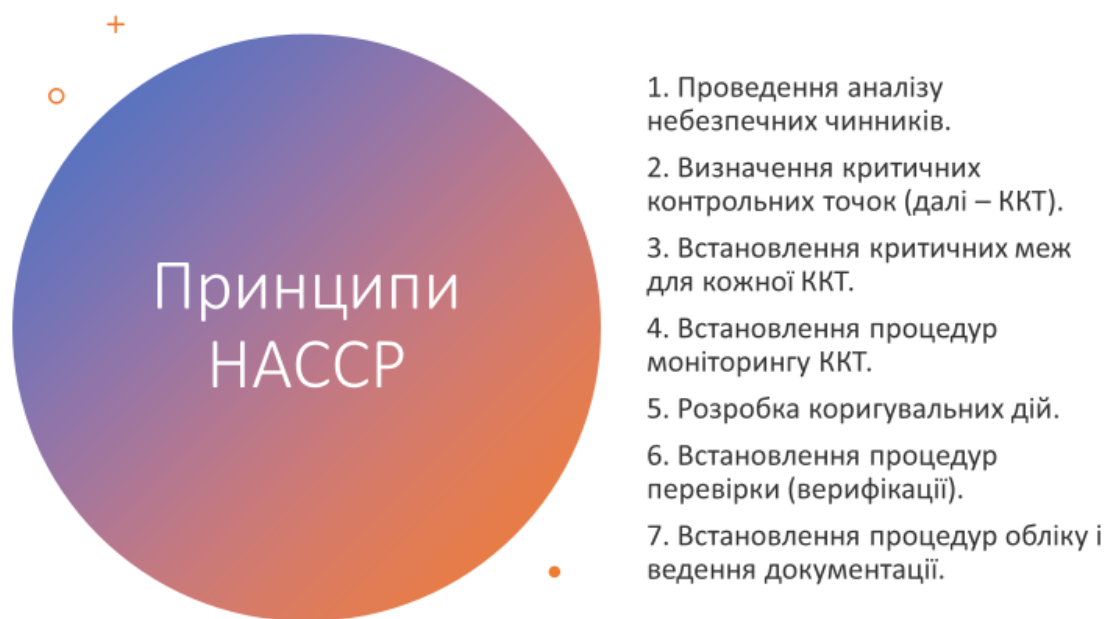 Принципи
НАССР
1. Проведення аналізу
небезпечних чинників.
2. Визначення критичних
контрольних точок (далі – ККТ).
3. Встановлення критичних меж
для кожної ККТ.
4. Встановлення процедур
моніторингу ККТ.
5. Розробка коригувальних дій.
6. Встановлення процедур
перевірки (верифікації).
7. Встановлення процедур обліку і
ведення документації.